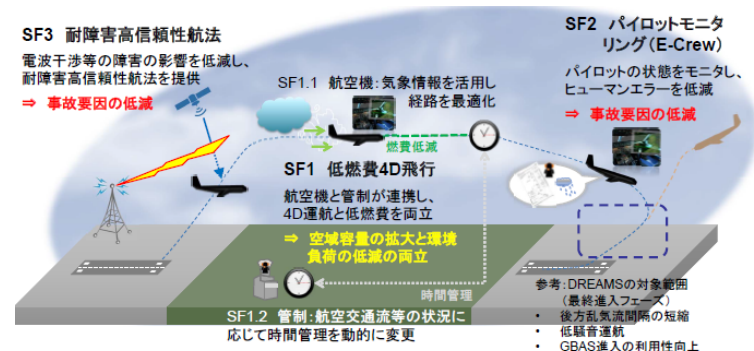 SF3 耐障害高信頼性航法
電波干渉等の障害の影響を低減し、
耐障害高信頼性航法を提供
⇒ 事故要因の低減
SF1.1 航空機：気象情報を活用し
経路を最適化
燃費低減
SF1 低燃費4D飛行
航空機と管制が連携し、
4D運航と低燃費を両立
⇒ 空域容量の拡大と環境
負荷の低減の両立
時間管理
SF1.2 管制：航空交通流等の状況に
応じて時間管理を動的に変更
SF2 パイロットモニタ
リング（E-Crew）
パイロットの状態をモニタし、
ヒューマンエラーを低減
⇒ 事故要因の低減
参考：DREAMSの対象範囲
（最終進入フェーズ）
• 後方乱気流間隔の短縮
• 低騒音運航
• GBAS進入の利用性向上